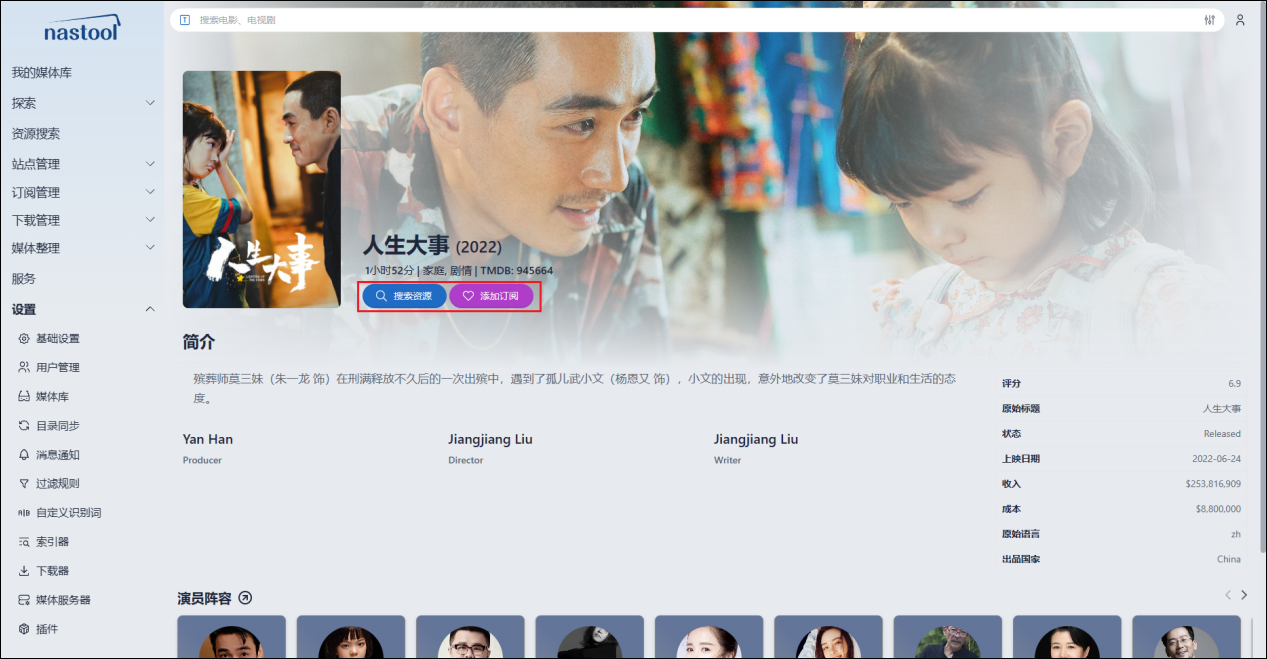 nastool
搜索电影、电视剧
我的媒体库
探索
资源搜索
站点管理
订阅管理
下载管理
媒体整理
服务
设置
基础设置
用户管理
媒体库
目录同步
消息通知
过滤规则
自定义识别词
索引器
下载器
媒体服务器
插件
人生大事
人生大事 (2022)
1小时52分 | 家庭, 剧情 | TMDB: 945664
搜索资源
添加订阅
简介
殡葬师莫三妹（朱一龙 饰）在刑满释放不久后的一次出殡中，遇到了孤儿武小文（杨恩又 饰），小文的出现，意外地改变了莫三妹对职业和生活的态
度。
Yan Han
Producer
Jiangjiang Liu
Director
Jiangjiang Liu
Writer
评分 6.9
原始标题 人生大事
状态 Released
上映日期 2022-06-24
收入 $253,816,909
成本 $8,800,000
原始语言 zh
出品国家 China
演员阵容